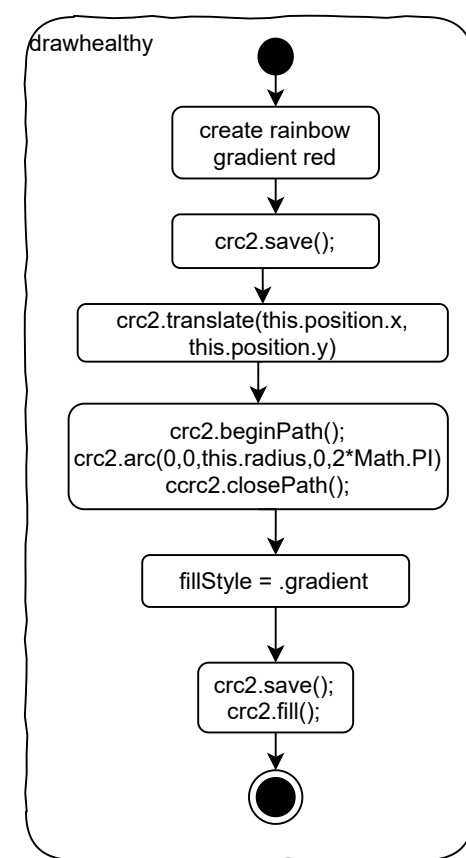 drawhealthy
create rainbow
gradient red
crc2.save();
crc2.translate(this.position.x,
this.position.y)
crc2.beginPath();
crc2.arc(0,0,this.radius,0,2*Math.PI)
ccrc2.closePath();
fillStyle = .gradient
crc2.save();
crc2.fill();